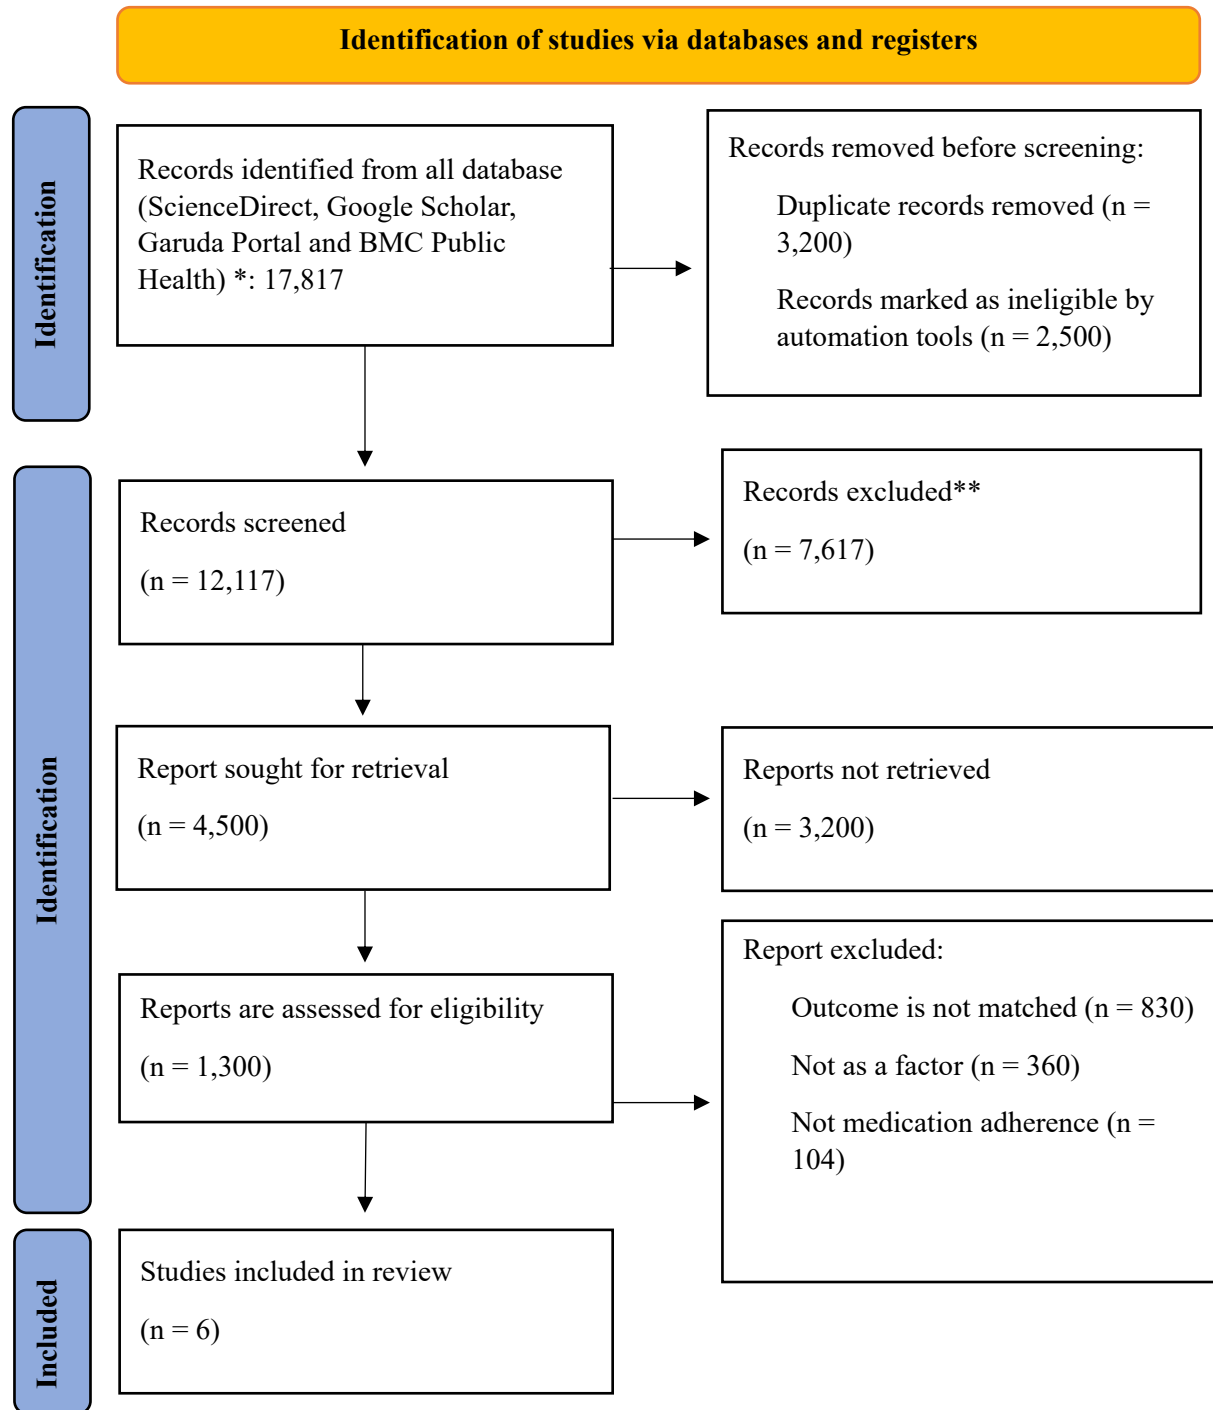 Identification of studies via databases and registers
Identification
Records identified from all database
(ScienceDirect, Google Scholar,
Garuda Portal and BMC Public
Health) *: 17,817
Records removed before screening:
Duplicate records removed (n =
3,200)
Records marked as ineligible by
automation tools (n = 2,500)
Identification
Records screened
(n = 12,117)
Records excluded**
(n = 7,617)
Report sought for retrieval
(n = 4,500)
Reports not retrieved
(n = 3,200)
Reports are assessed for eligibility
(n = 1,300)
Report excluded:
Outcome is not matched (n = 830)
Not as a factor (n = 360)
Not medication adherence (n =
104)
Included
Studies included in review
(n = 6)